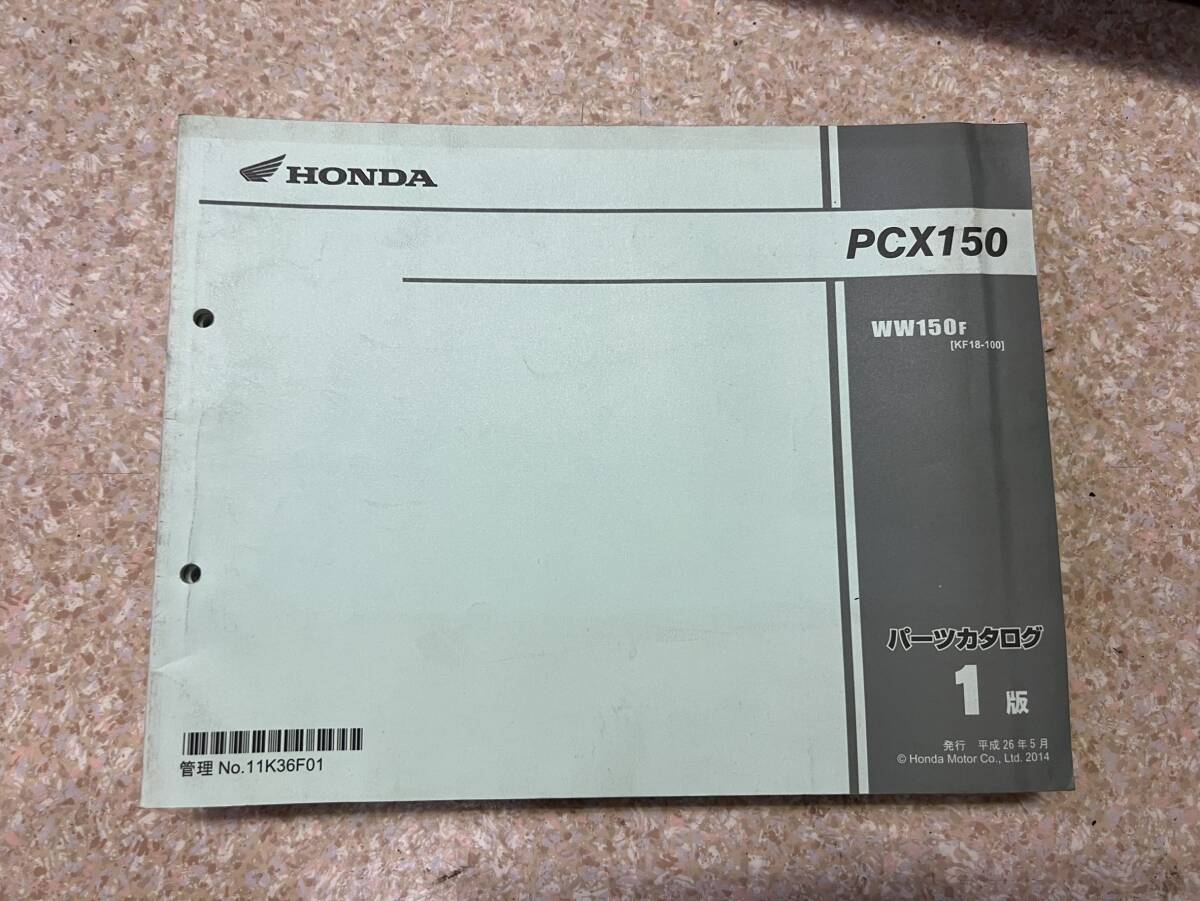 HONDA
PCX150
WW150F
[KF18-100]
パーツカタログ
1 版
発行 平成 26 年 5 月
© Honda Motor Co., Ltd. 2014
管理 No.11K36F01